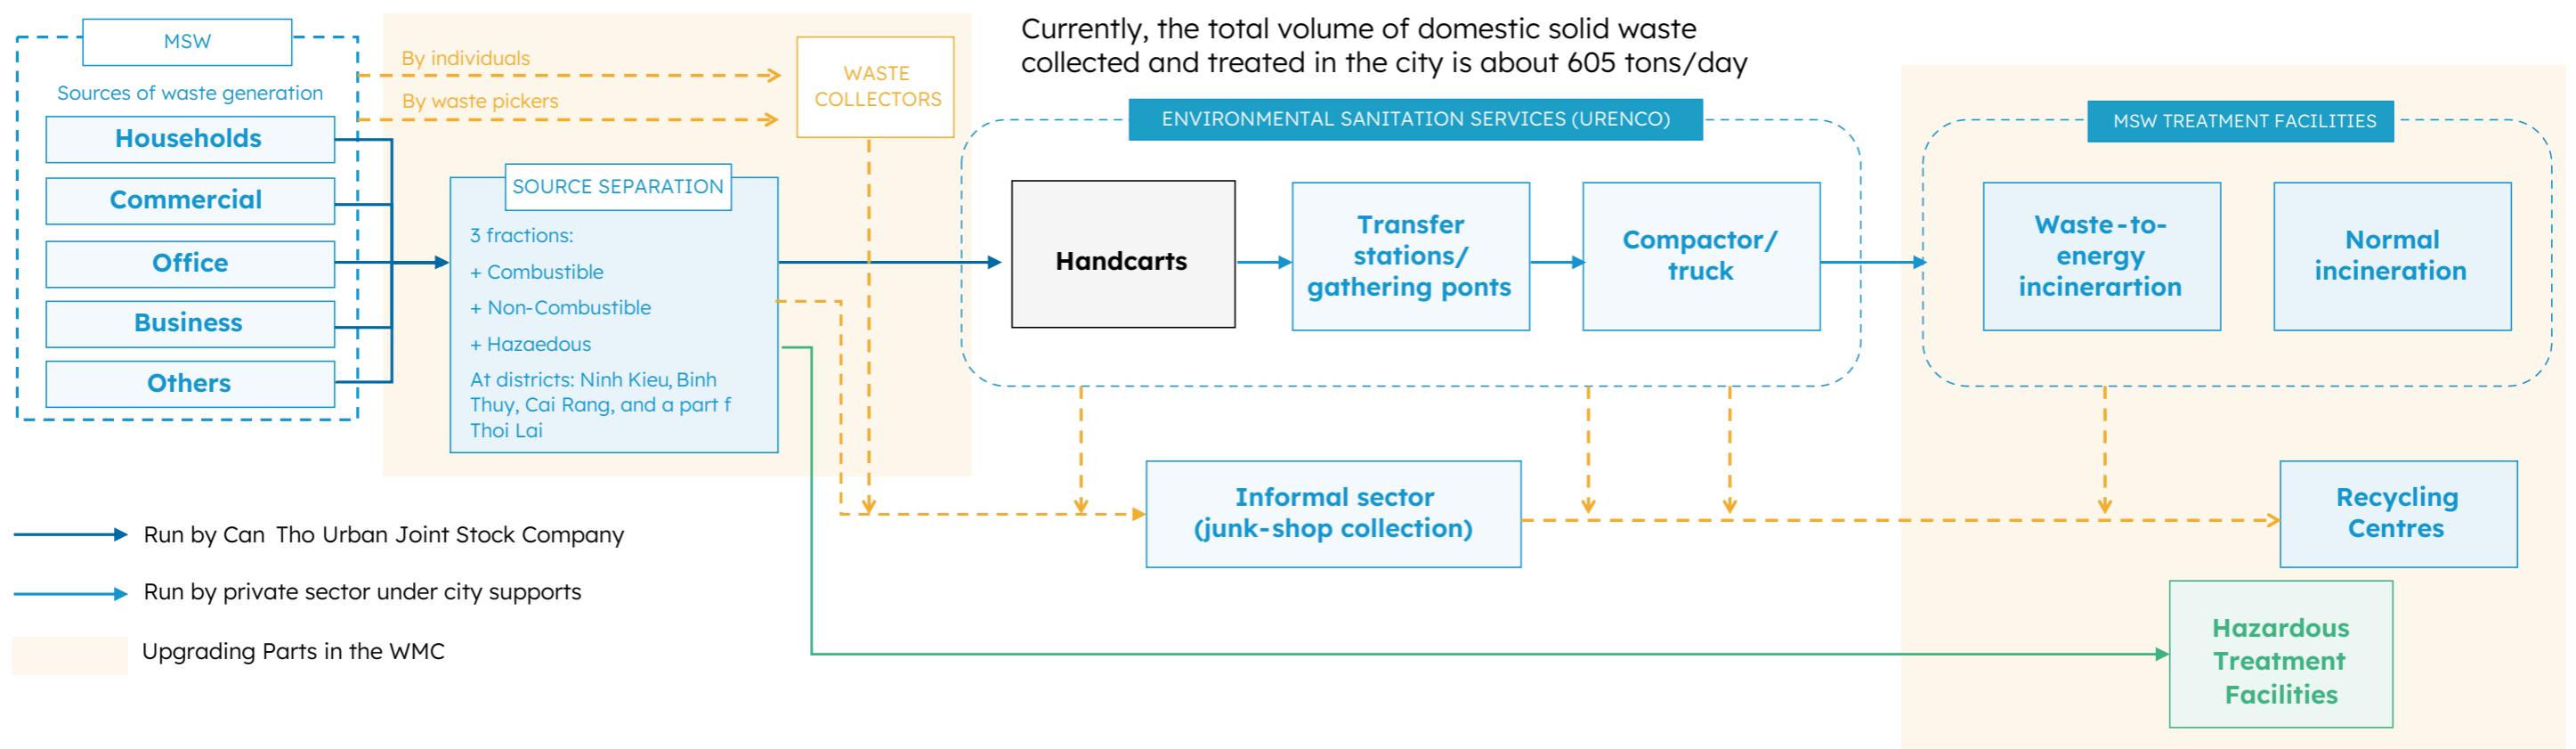 MSW
Sources of waste generation
Households
Commercial
Office
Business
Others
By individuals
By waste pickers
WASTE
COLLECTORS
SOURCE SEPARATION
3 fractions:
+ Combustible
+ Non-Combustible
+ Hazaedous
At districts: Ninh Kieu, Binh
Thuy, Cai Rang, and a part f
Thoi Lai
Currently, the total volume of domestic solid waste
collected and treated in the city is about 605 tons/day
ENVIRONMENTAL SANITATION SERVICES (URENCO)
Handcarts
Transfer
stations/
gathering ponts
Compactor/
truck
MSW TREATMENT FACILITIES
Waste-to-
energy
incinerartion
Normal
incineration
Informal sector
(junk-shop collection)
Recycling
Centres
Hazardous
Treatment
Facilities
Run by Can Tho Urban Joint Stock Company
Run by private sector under city supports
Upgrading Parts in the WMC